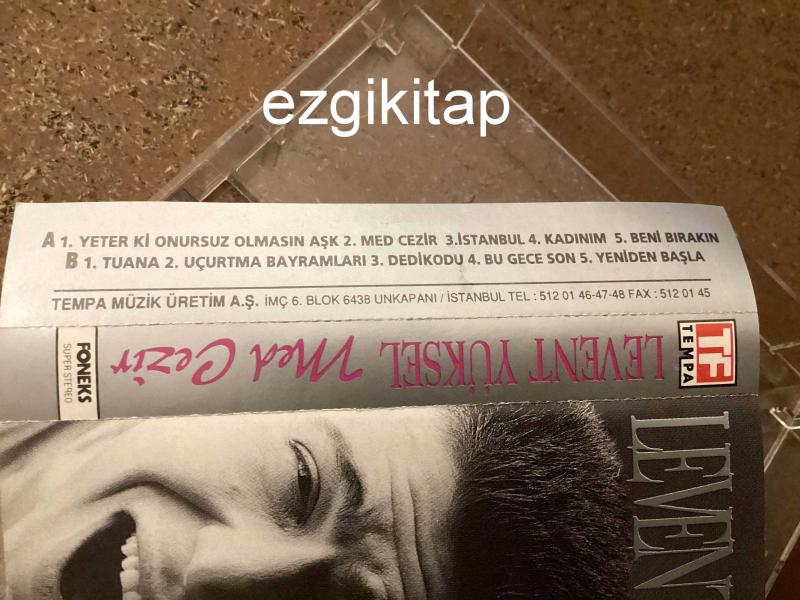 ezgikitap
A 1. YETER Kİ ONURSUZ OLMASIN AŞK 2. MED CEZİR 3.İSTANBUL 4. KADINIM 5. BENİ BIRAKIN
B 1. TUANA 2. UÇURTMA BAYRAMLARI 3. DEDİKODU 4. BU GECE SON 5. YENİDEN BAŞLA
TEMPA MÜZİK ÜRETİM A.Ş. İMÇ 6. BLOK 6438 UNKAPANI / İSTANBUL TEL : 512 01 46-47-48 FAX : 512 01 45
TF
TEMPA
LEVENT YÜKSEL Med Cezir
FONEKS
SUPER STEREO
LEVENT